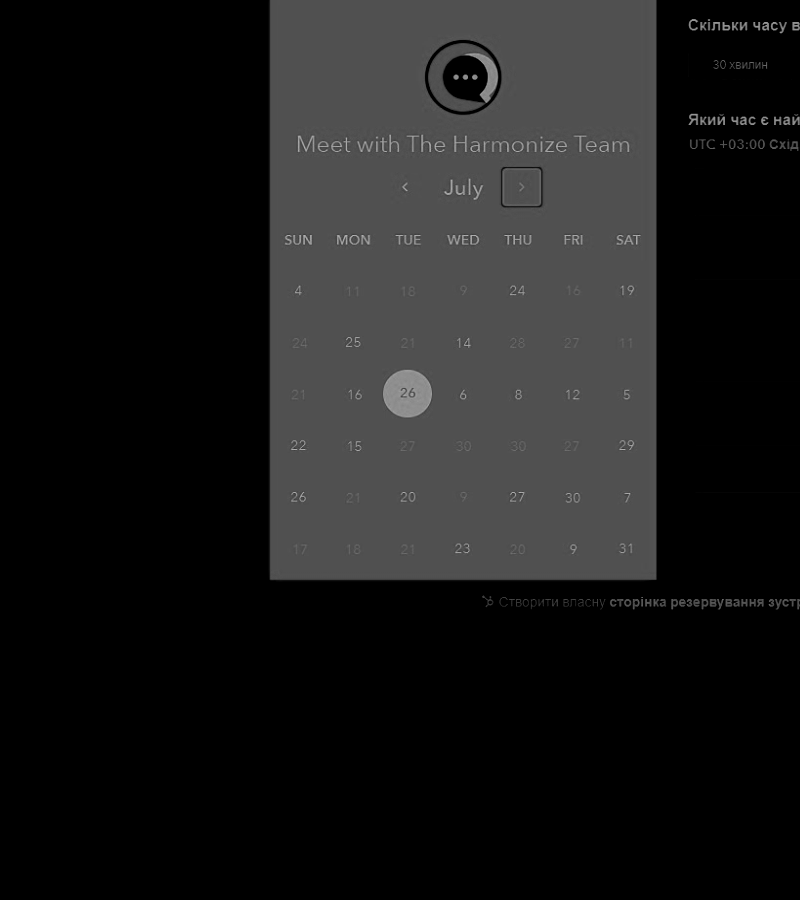 Meet with The Harmonize Team
July
SUN MON TUE WED THU FRI SAT
4 11 18 9 24 16 19
24 25 21 14 28 27 11
21 16 26 6 8 12 5
22 15 27 30 30 27 29
26 21 20 9 27 30 7
17 18 21 23 20 9 31
Скільки часу в
30 хвилин
Який час є най
UTC +03:00 Схід
Створити власну сторінка резервування зустр